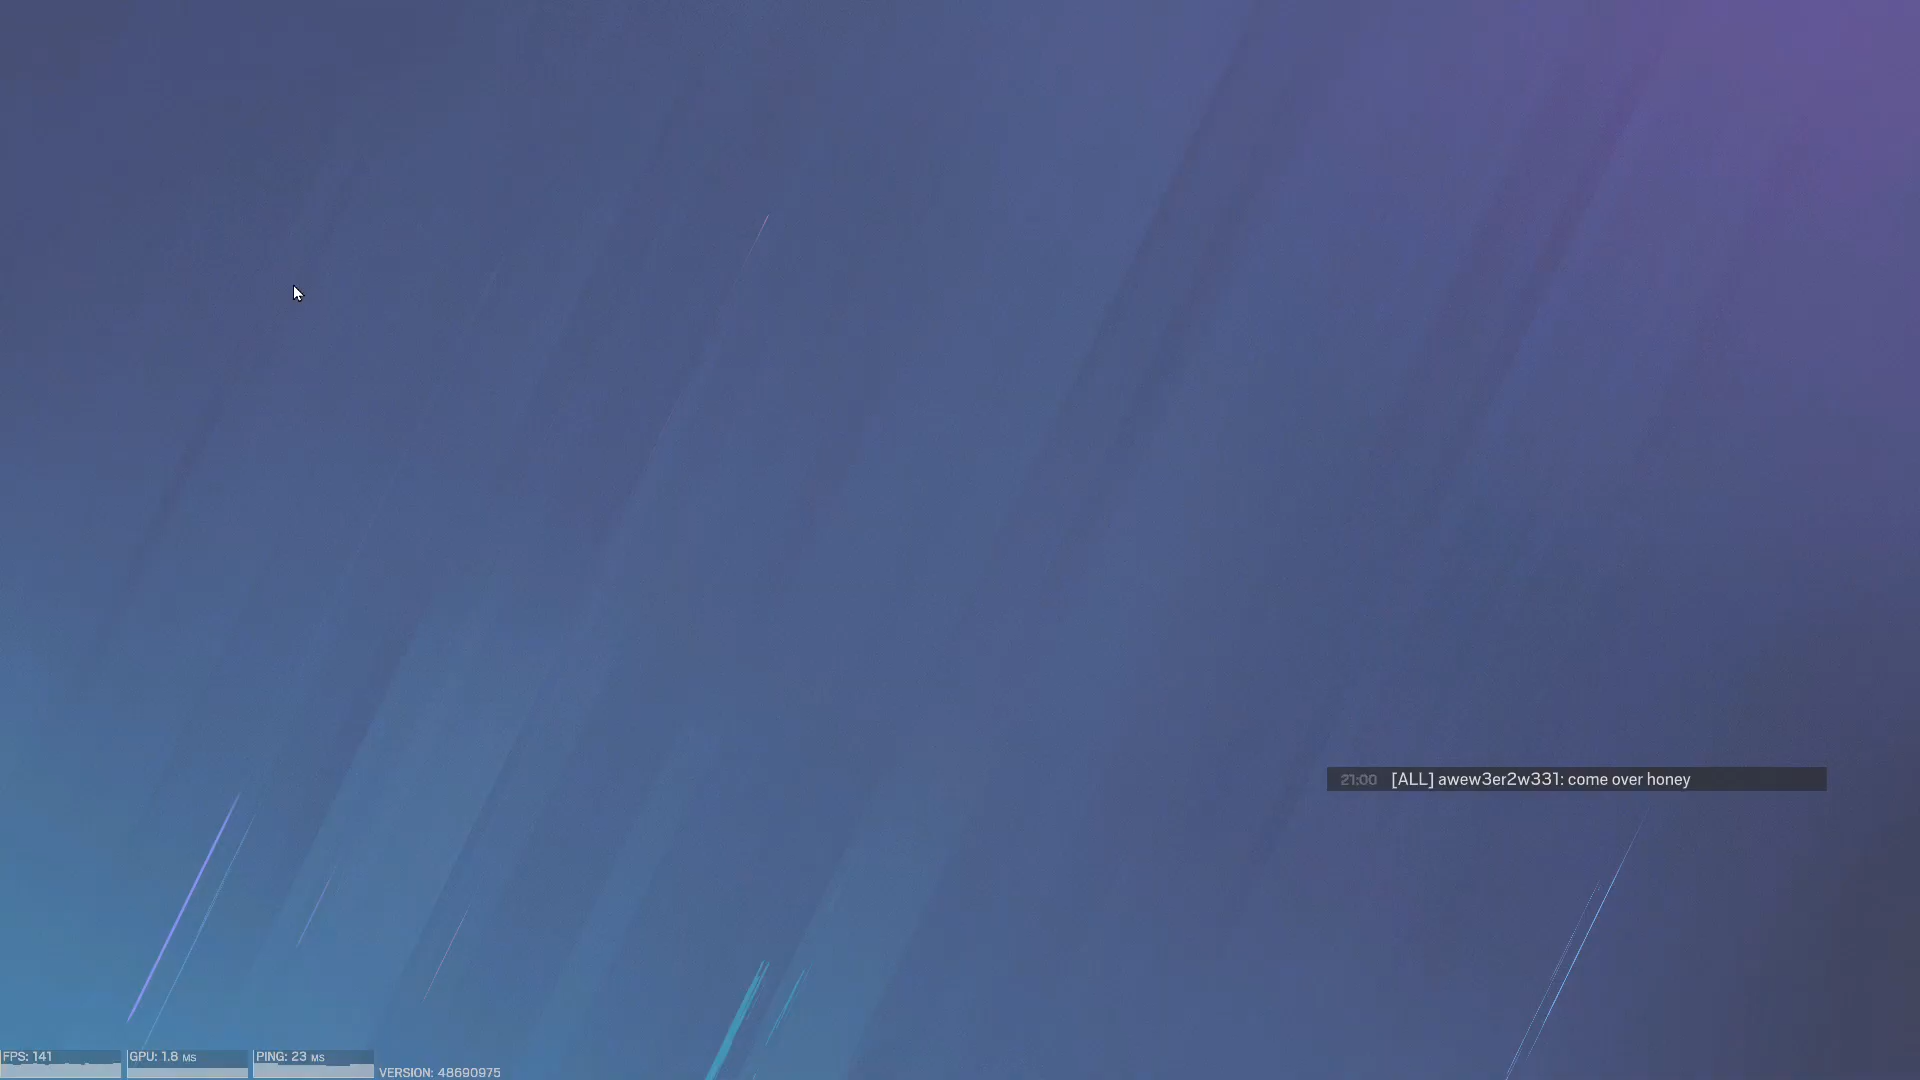 21:00 [ALL] awew3er2w331: come over honey
FPS: 141 GPU: 1.8 MS PING: 23 MS VERSION: 48690975